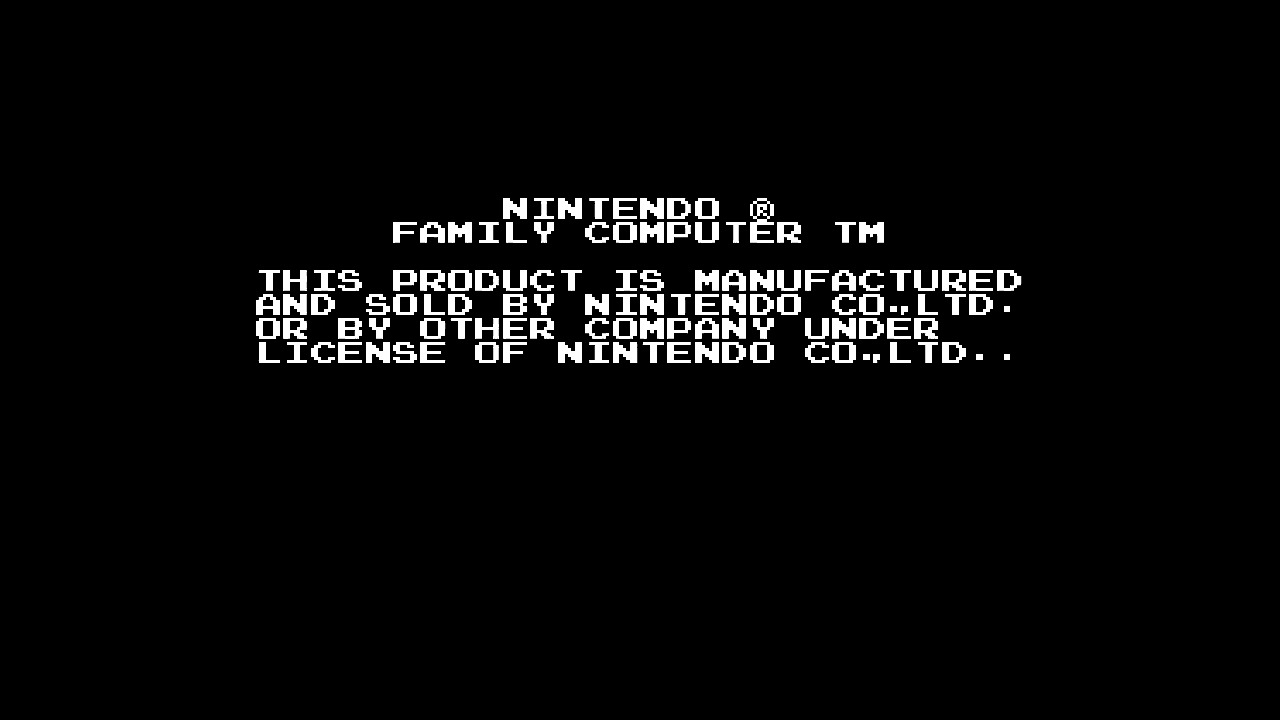 NINTENDO ®
FAMILY COMPUTER TM
THIS PRODUCT IS MANUFACTURED
AND SOLD BY NINTENDO CO.,LTD.
OR BY OTHER COMPANY UNDER
LICENSE OF NINTENDO CO.,LTD..